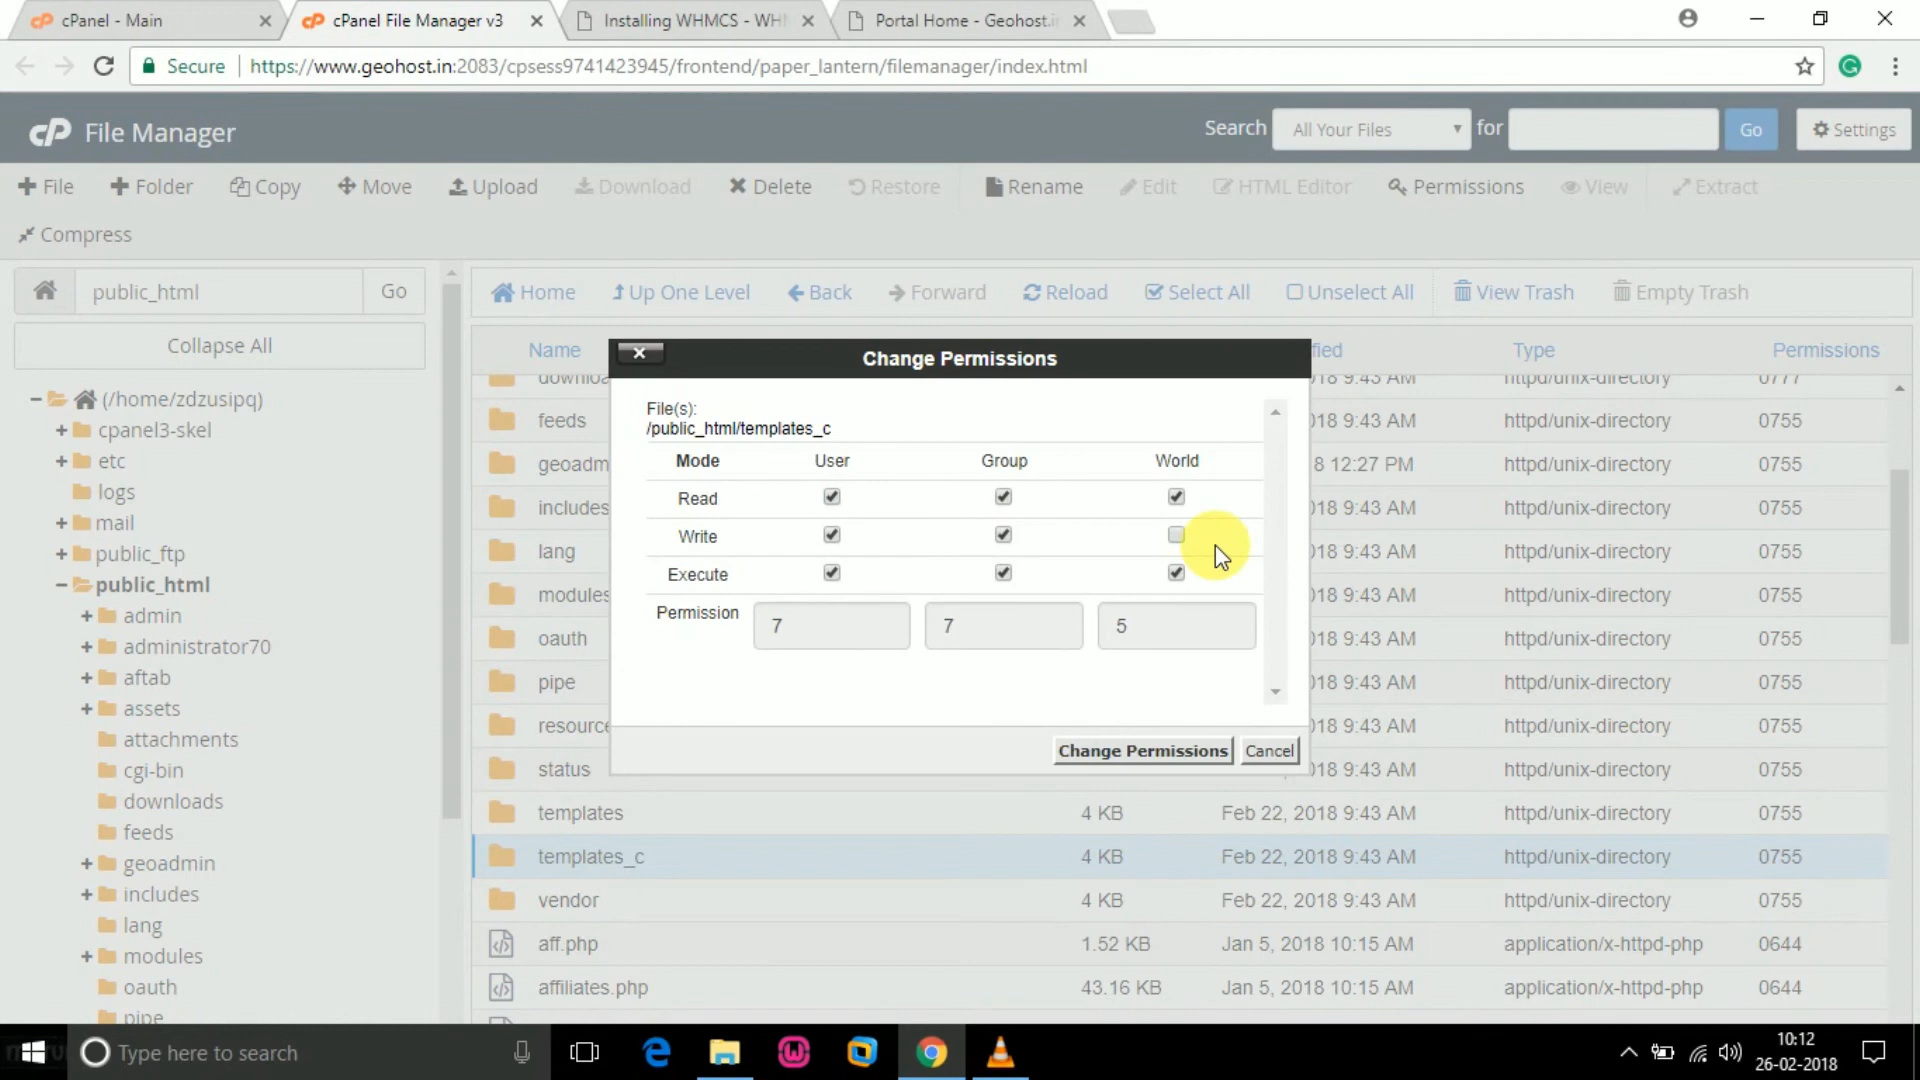 cPanel - Main
cPanel File Manager v3
Installing WHMCS - WH
Portal Home - Geohost.in
Secure
https://www.geohost.in:2083/cpsess9741423945/frontend/paper_lantern/filemanager/index.html
cP File Manager
Search All Your Files for Go Settings
File Folder Copy Move Upload Download Delete Restore Rename Edit HTML Editor Permissions View Extract
Compress
public_html Go
Collapse All
(/home/zdzusipq)
cpanel3-skel
etc
logs
mail
public_ftp
public_html
admin
administrator70
aftab
assets
attachments
cgi-bin
downloads
feeds
geoadmin
includes
lang
modules
oauth
pipe
Home Up One Level Back Forward Reload Select All Unselect All View Trash Empty Trash
Name Type Permissions
018 9:43 AM httpd/unix-directory 0777
feeds 018 9:43 AM httpd/unix-directory 0755
geoadm 8 12:27 PM httpd/unix-directory 0755
includes 018 9:43 AM httpd/unix-directory 0755
lang 018 9:43 AM httpd/unix-directory 0755
modules 018 9:43 AM httpd/unix-directory 0755
oauth 018 9:43 AM httpd/unix-directory 0755
pipe 018 9:43 AM httpd/unix-directory 0755
resource 018 9:43 AM httpd/unix-directory 0755
status 018 9:43 AM httpd/unix-directory 0755
templates 4 KB Feb 22, 2018 9:43 AM httpd/unix-directory 0755
templates_c 4 KB Feb 22, 2018 9:43 AM httpd/unix-directory 0755
vendor 4 KB Feb 22, 2018 9:43 AM httpd/unix-directory 0755
aff.php 1.52 KB Jan 5, 2018 10:15 AM application/x-httpd-php 0644
affiliates.php 43.16 KB Jan 5, 2018 10:15 AM application/x-httpd-php 0644
Change Permissions
File(s):
/public_html/templates_c
Mode User Group World
Read
Write
Execute
Permission 7 7 5
Change Permissions Cancel
Type here to search
10:12
26-02-2018